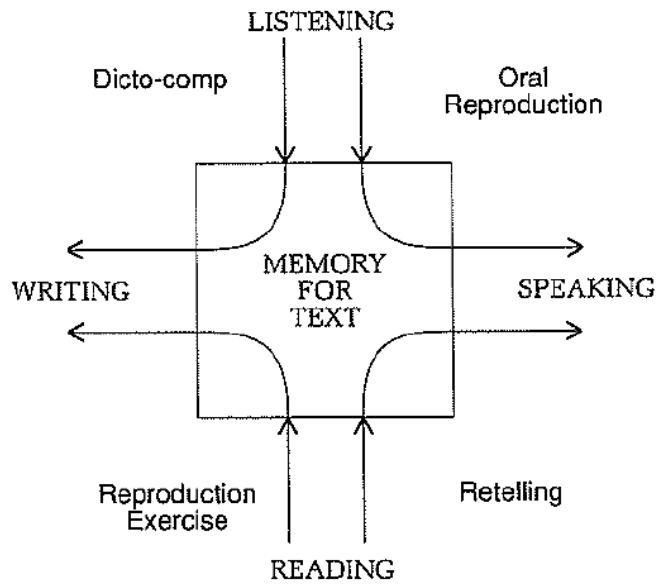 LISTENING
Dicto-comp
Oral
Reproduction
MEMORY
FOR
TEXT
WRITING
SPEAKING
Reproduction
Exercise
Retelling
READING